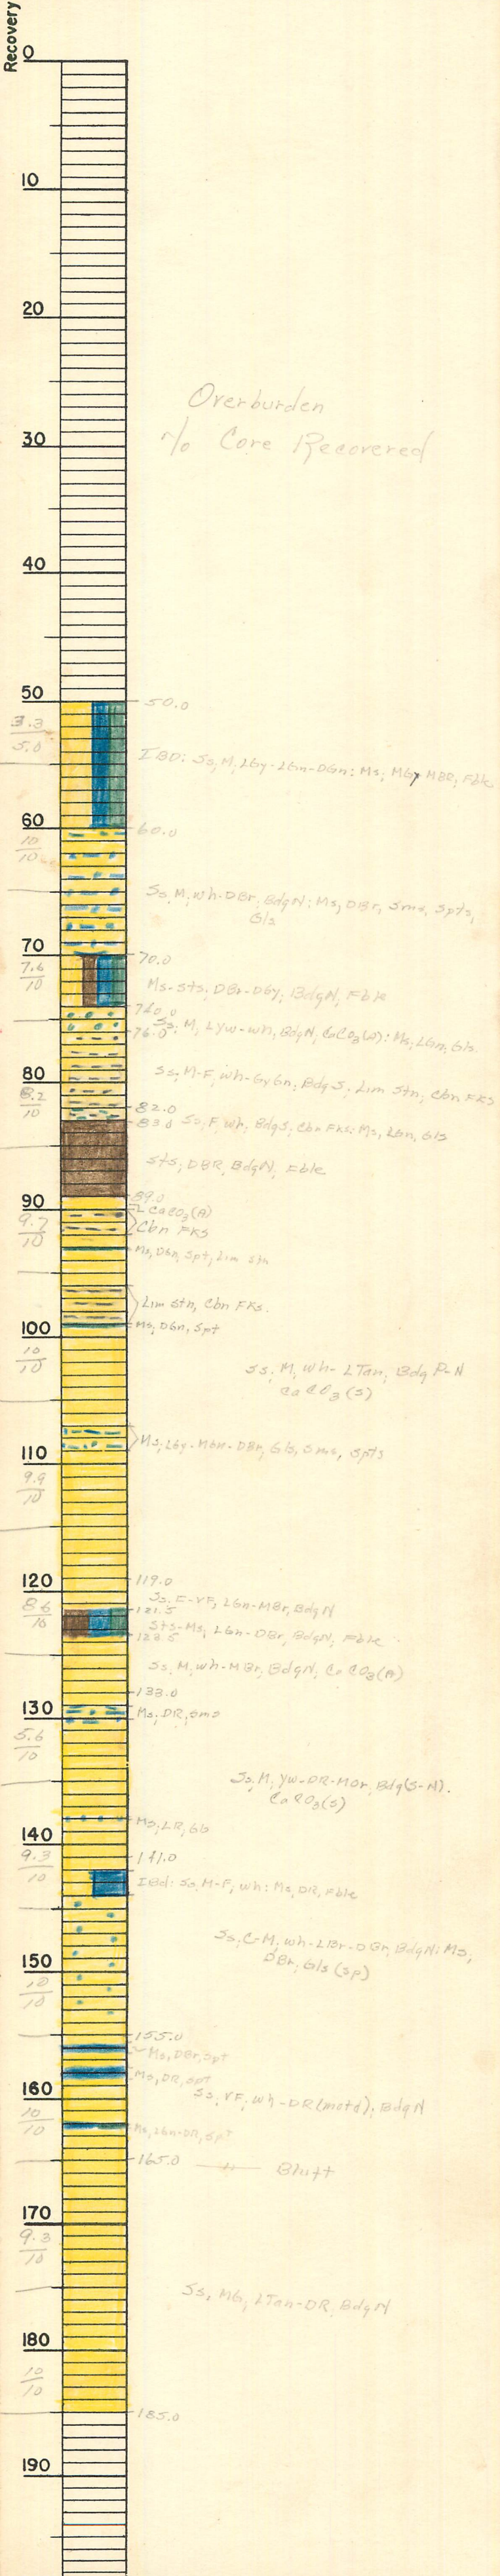 Recovery
0
10
20
Overburden
No Core Recovered
30
40
50
50.0
3.3
5.0
IBD: Ss, M, LGy-LGn-DGn: Ms, MGy MBR, Fble
60
60.0
10
10
Ss, M, wh-DBr, BdgN; Ms, DBr, Sms, Spts,
Gls
70
70.0
7.6
10
Ms-Sts, DBr-DGy, BdgN, Fble
74.0
Ss: M, LYw-wh, BdgN, CaCO3(A): Ms, LGn, Gls.
76.0
80
Ss, M-F, wh-GyGn, BdgS, Lim Stn, Cbn FKS
8.2
10
82.0
83.0
Ss, F, wh, BdgS, Cbn FKs: Ms, LGn, Gls
Sts, DBR, BdgN, Fble
89.0
90
CaCO3(A)
9.7
10
Cbn FKS
Ms, DGn, Spt, Lim stn
Lim stn, Cbn FKs.
Ms, DGn, Spt
100
10
10
Ss, M, wh-LTan, Bdg P-N
CaCO3(S)
Ms, LGy-MGn-DBr, Gls, Sms, Spts
110
9.9
10
119.0
120
Ss, F-VF, LGn-MBr, BdgN
121.5
8.6
10
Sts-Ms, LGn-DBr, BdgN, Fble
123.5
Ss, M, wh-MBr, BdgN, CaCO3(A)
133.0
130
Ms, DR, sms
5.6
10
Ss, M, Yw-DR-MOr, Bdg(S-N).
CaCO3(S)
Ms, LR, GG
140
141.0
9.3
10
IBd: Ss, M-F, wh: Ms, DR, Fble
Ss, C-M, wh-LBr-DGr, BdgN; Ms,
DBr, Gls (sp)
150
10
10
155.0
Ms, DBr, Spt
Ms, DR, Spt
160
Ss, VF, wh-DR(motd), BdgN
10
10
Ms, LGn-DR, Spt
165.0
Bluff
170
9.3
10
Ss, MG, LTan-DR, BdgN
180
10
10
185.0
190